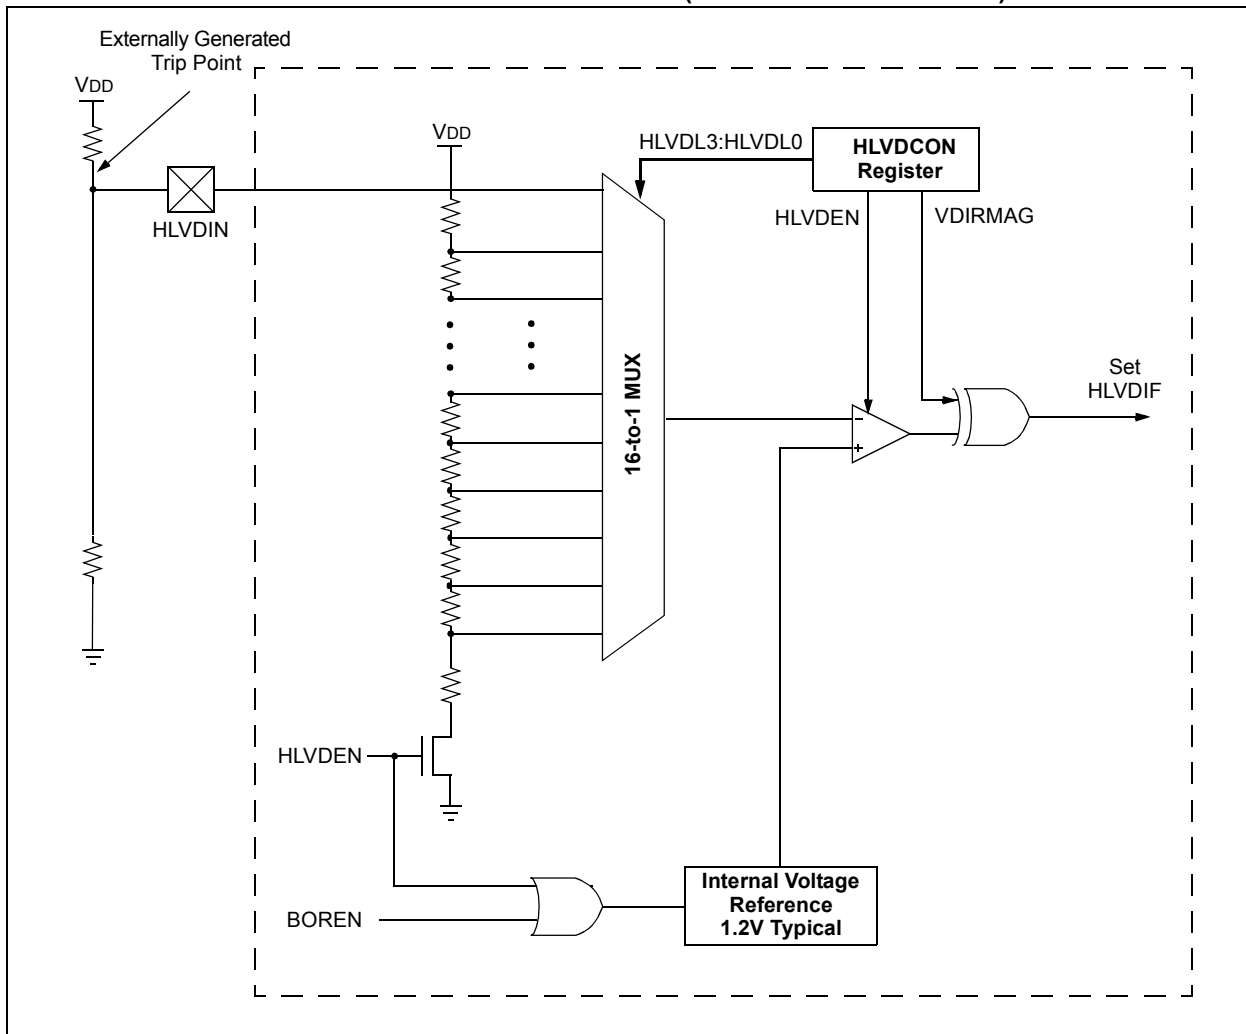 Externally Generated
Trip Point
VDD
VDD
HLVDL3:HLVDL0
HLVDCON
Register
HLVDIN
HLVDEN
VDIRMAG
16-to-1 MUX
Set
HLVDIF
-
+
HLVDEN
BOREN
Internal Voltage
Reference
1.2V Typical